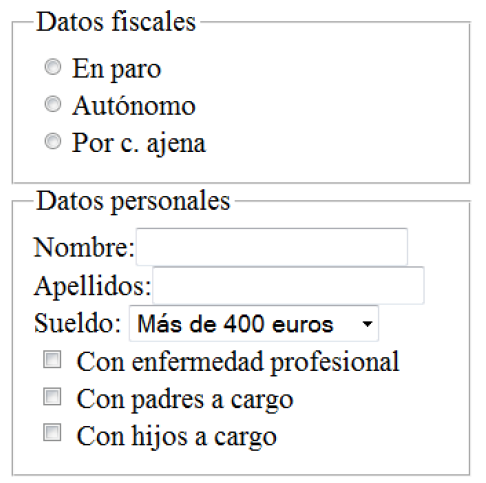 Datos fiscales
En paro
Autónomo
Por c. ajena
Datos personales
Nombre:
Apellidos:
Sueldo: Más de 400 euros
Con enfermedad profesional
Con padres a cargo
Con hijos a cargo